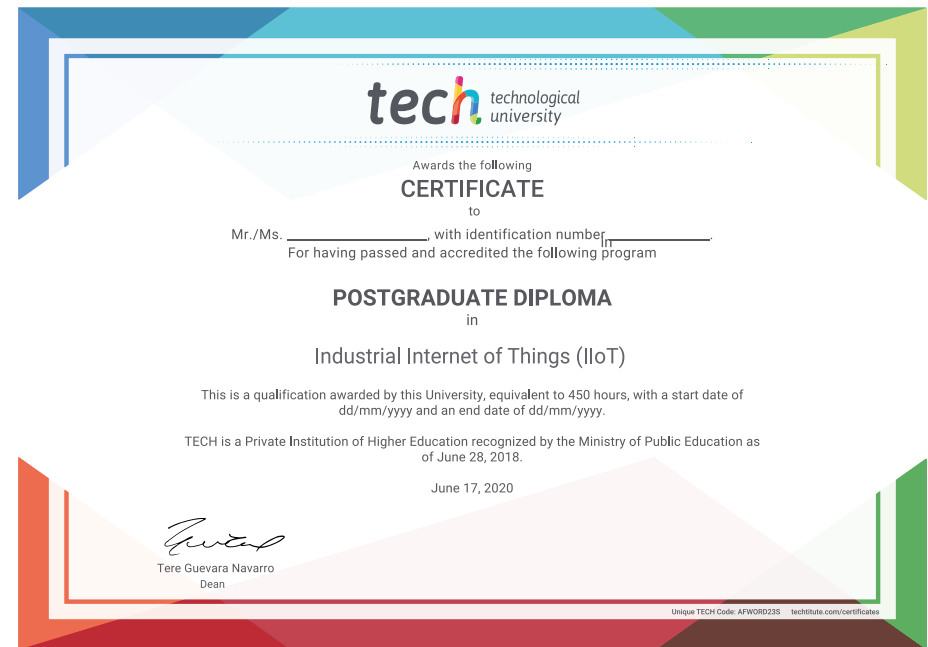 tech technological
university
Awards the following
CERTIFICATE
to
Mr./Ms. ____________________, with identification number______________.
In
For having passed and accredited the following program
POSTGRADUATE DIPLOMA
in
Industrial Internet of Things (IIoT)
This is a qualification awarded by this University, equivalent to 450 hours, with a start date of
dd/mm/yyyy and an end date of dd/mm/yyyy.
TECH is a Private Institution of Higher Education recognized by the Ministry of Public Education as
of June 28, 2018.
June 17, 2020
Tere Guevara Navarro
Dean
Unique TECH Code: AFWORD23S techtitute.com/certificates